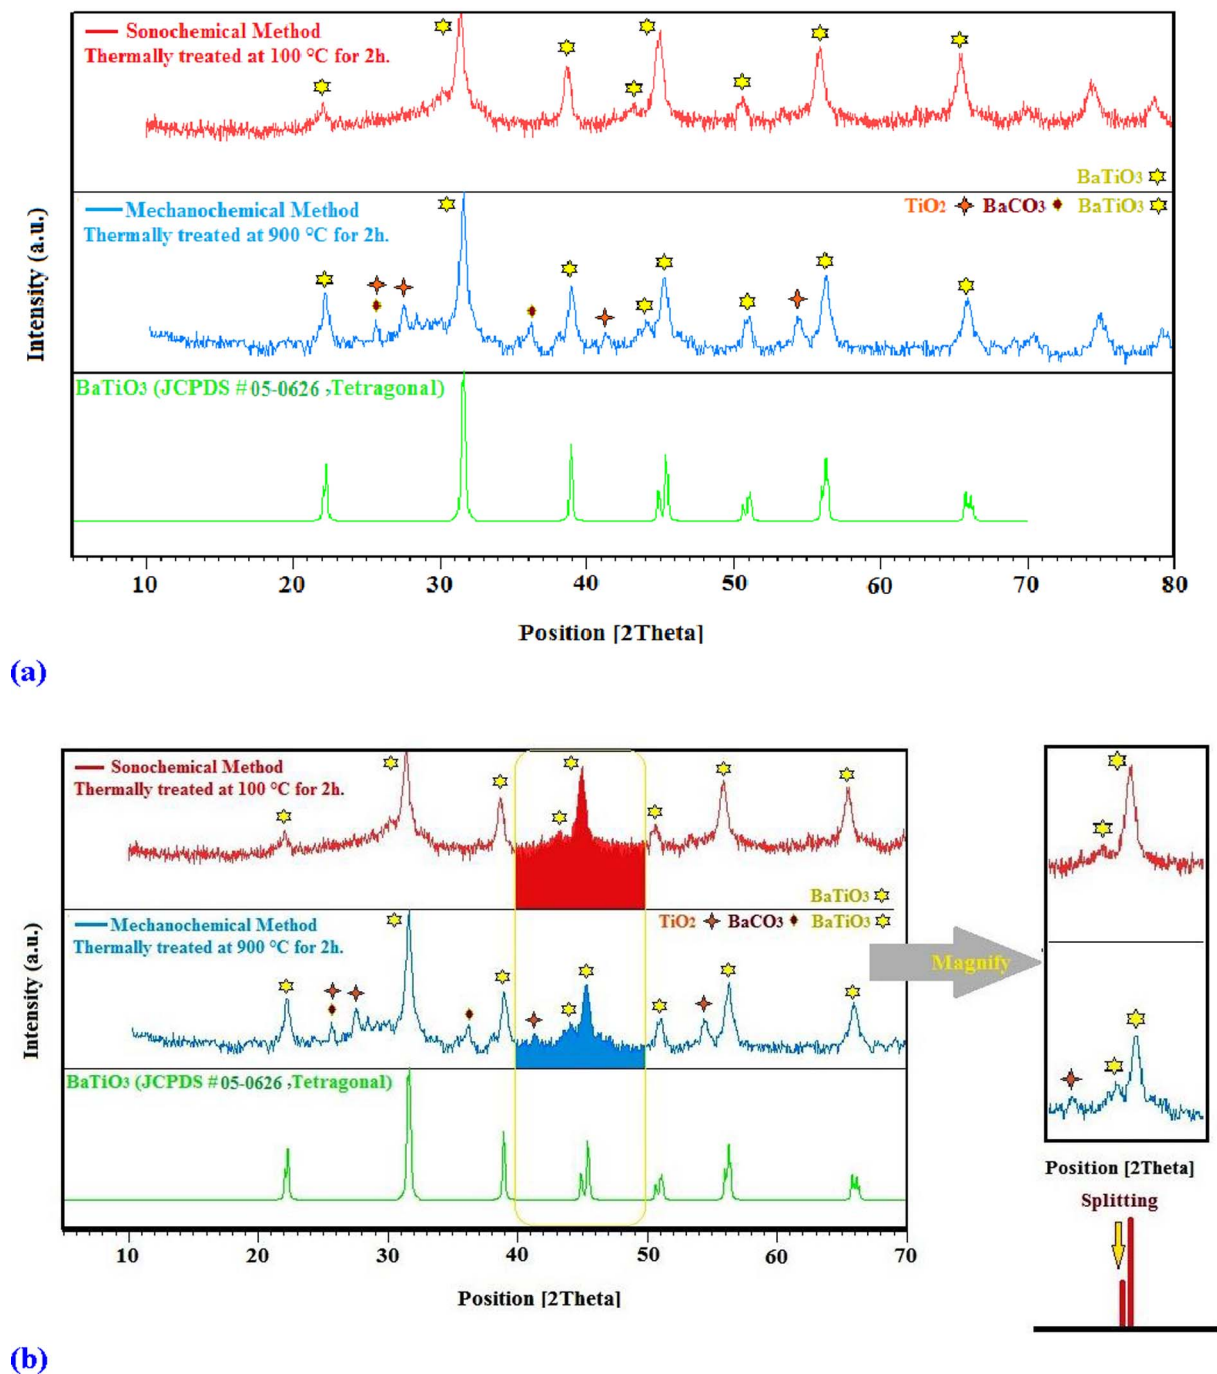 Sonochemical Method
Thermally treated at 100 °C for 2h.
BaTiO3
Mechanochemical Method
Thermally treated at 900 °C for 2h.
TiO2 BaCO3 BaTiO3
BaTiO3 (JCPDS # 05-0626 ,Tetragonal)
Intensity (a.u.)
10 20 30 40 50 60 70 80
Position [2Theta]
(a)
Sonochemical Method
Thermally treated at 100 °C for 2h.
BaTiO3
Mechanochemical Method
Thermally treated at 900 °C for 2h.
TiO2 BaCO3 BaTiO3
BaTiO3 (JCPDS # 05-0626 ,Tetragonal)
Intensity (a.u.)
10 20 30 40 50 60 70
Position [2Theta]
Magnify
Position [2Theta]
Splitting
(b)